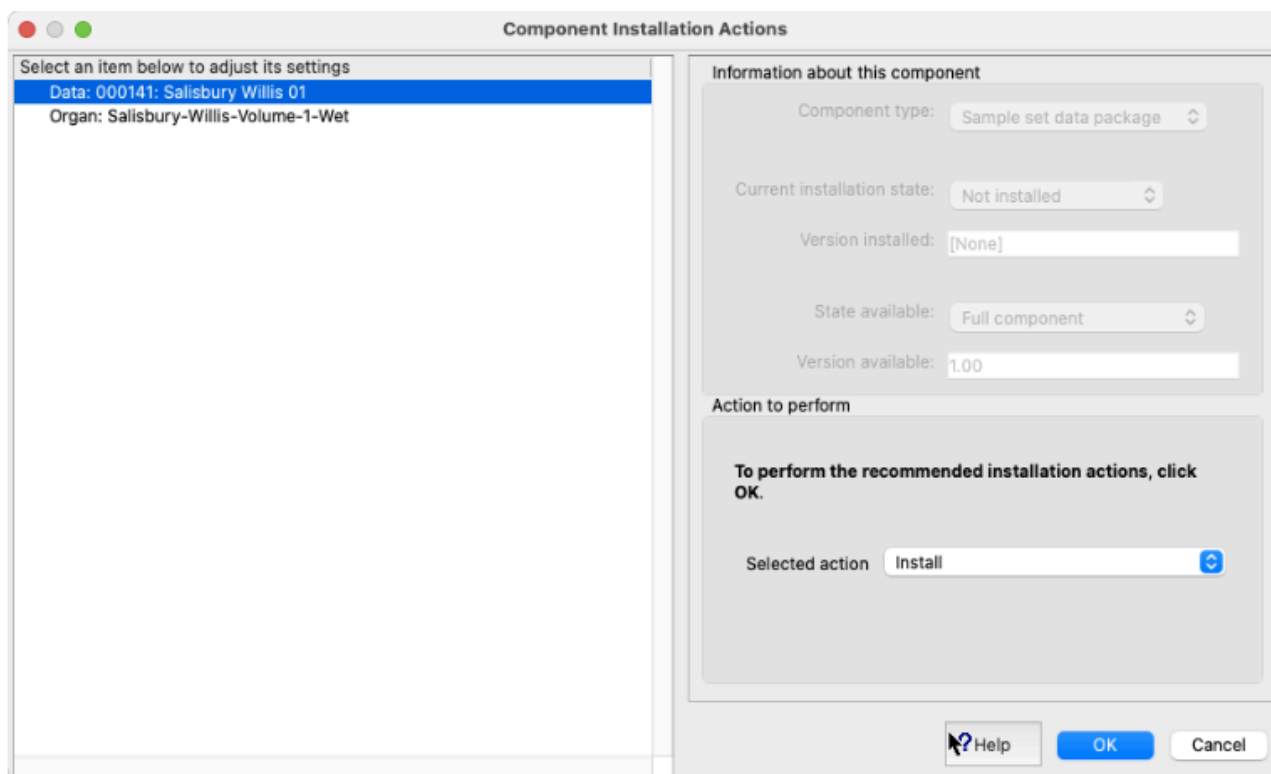 Component Installation Actions
Select an item below to adjust its settings
Data: 000141: Salisbury Willis 01
Organ: Salisbury-Willis-Volume-1-Wet
Information about this component
Component type: Sample set data package
Current installation state: Not installed
Version installed: [None]
State available: Full component
Version available: 1.00
Action to perform
To perform the recommended installation actions, click
OK.
Selected action Install
? Help OK Cancel